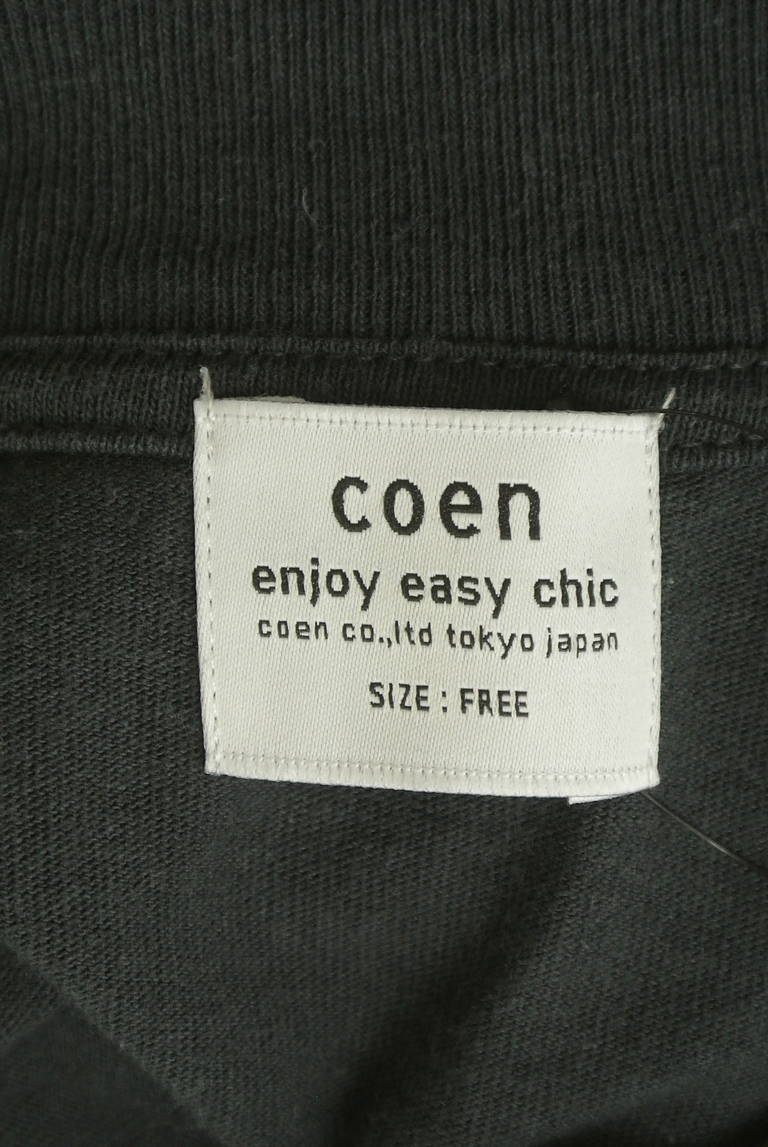 coen
enjoy easy chic
coen co.,ltd tokyo japan
SIZE : FREE